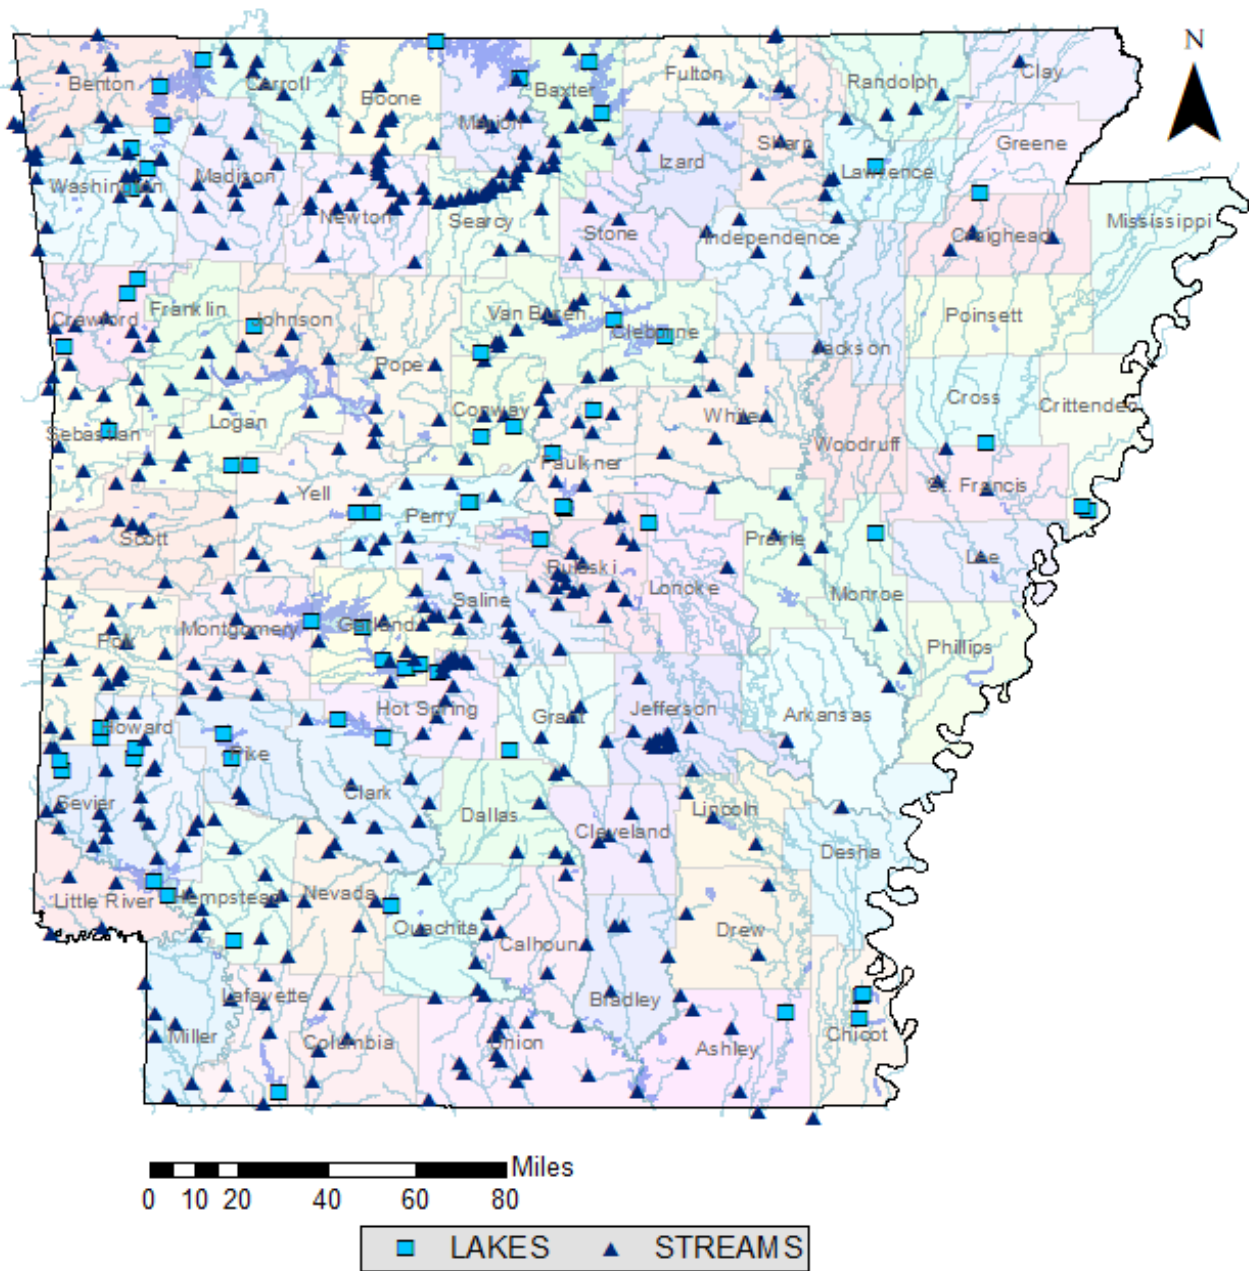 N
Benton
Carroll
Boone
Marion
Baxter
Fulton
Randolph
Clay
Greene
Sharp
Izard
Lawrence
Washington
Madison
Newton
Searcy
Stone
Independence
Craighead
Mississippi
Crawford
Franklin
Johnson
Van Buren
Cleburne
Jackson
Poinsett
Pope
Cross
Crittenden
Sebastian
Logan
Conway
White
Woodruff
Faulkner
St. Francis
Yell
Perry
Scott
Pulaski
Prairie
Lee
Lonoke
Monroe
Saline
Montgomery
Garland
Polk
Phillips
Howard
Hot Spring
Grant
Jefferson
Arkansas
Pike
Sevier
Clark
Dallas
Cleveland
Lincoln
Desha
Little River
Hempstead
Nevada
Ouachita
Calhoun
Drew
Lafayette
Bradley
Miller
Columbia
Union
Ashley
Chicot
Miles
0 10 20 40 60 80
LAKES STREAMS